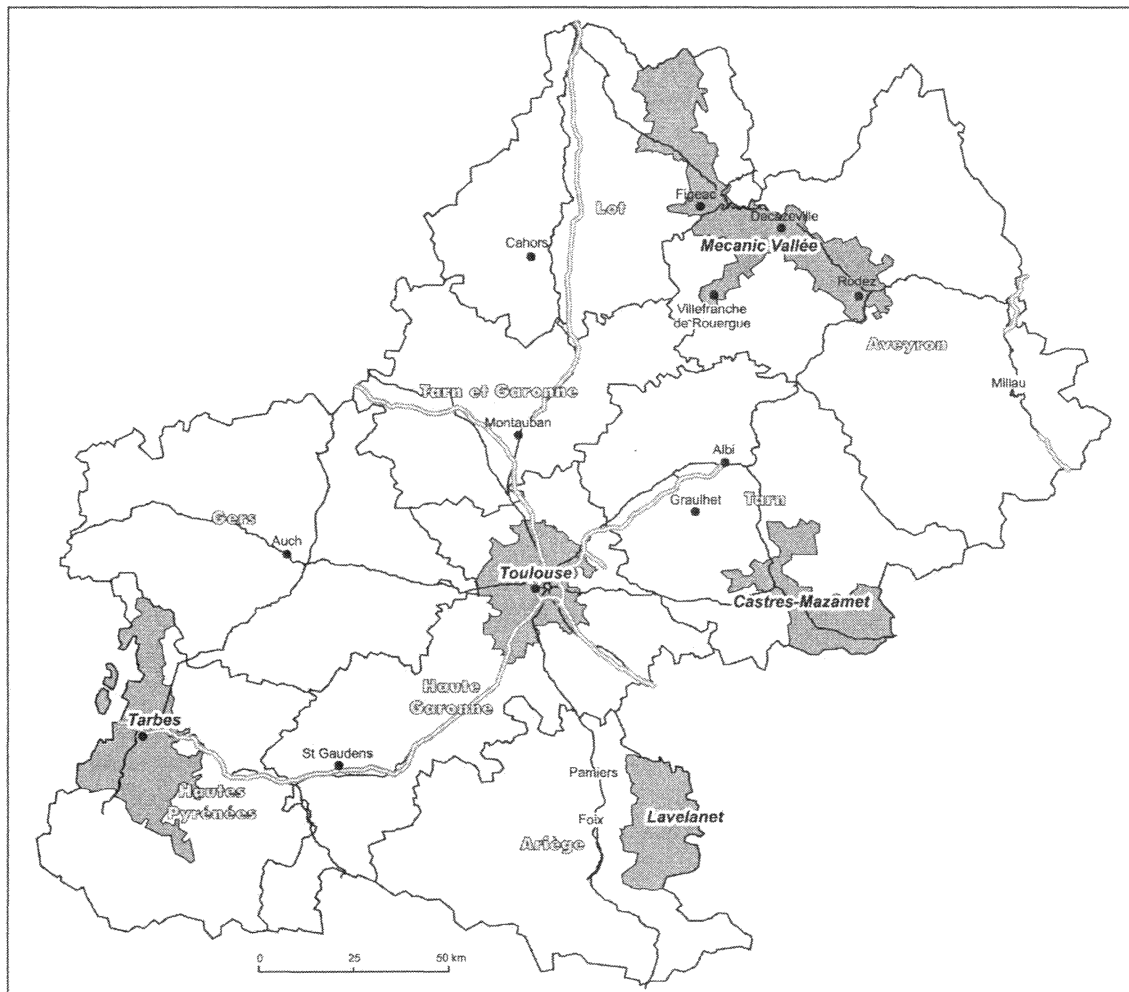 Figeac
Lot
Dacazeville
Mecanic Vallée
Cahors
Rodez
Villefranche
de Rouergue
Aveyron
Millau
Tarn et Garonne
Montauban
Albi
Graulhet
Tarn
Gers
Auch
Toulouse
Castres-Mazamet
Haute
Garonne
Tarbes
St Gaudens
Pamiers
Hautes
Pyrénées
Lavelanet
Foix
Ariège
0 25 50 km